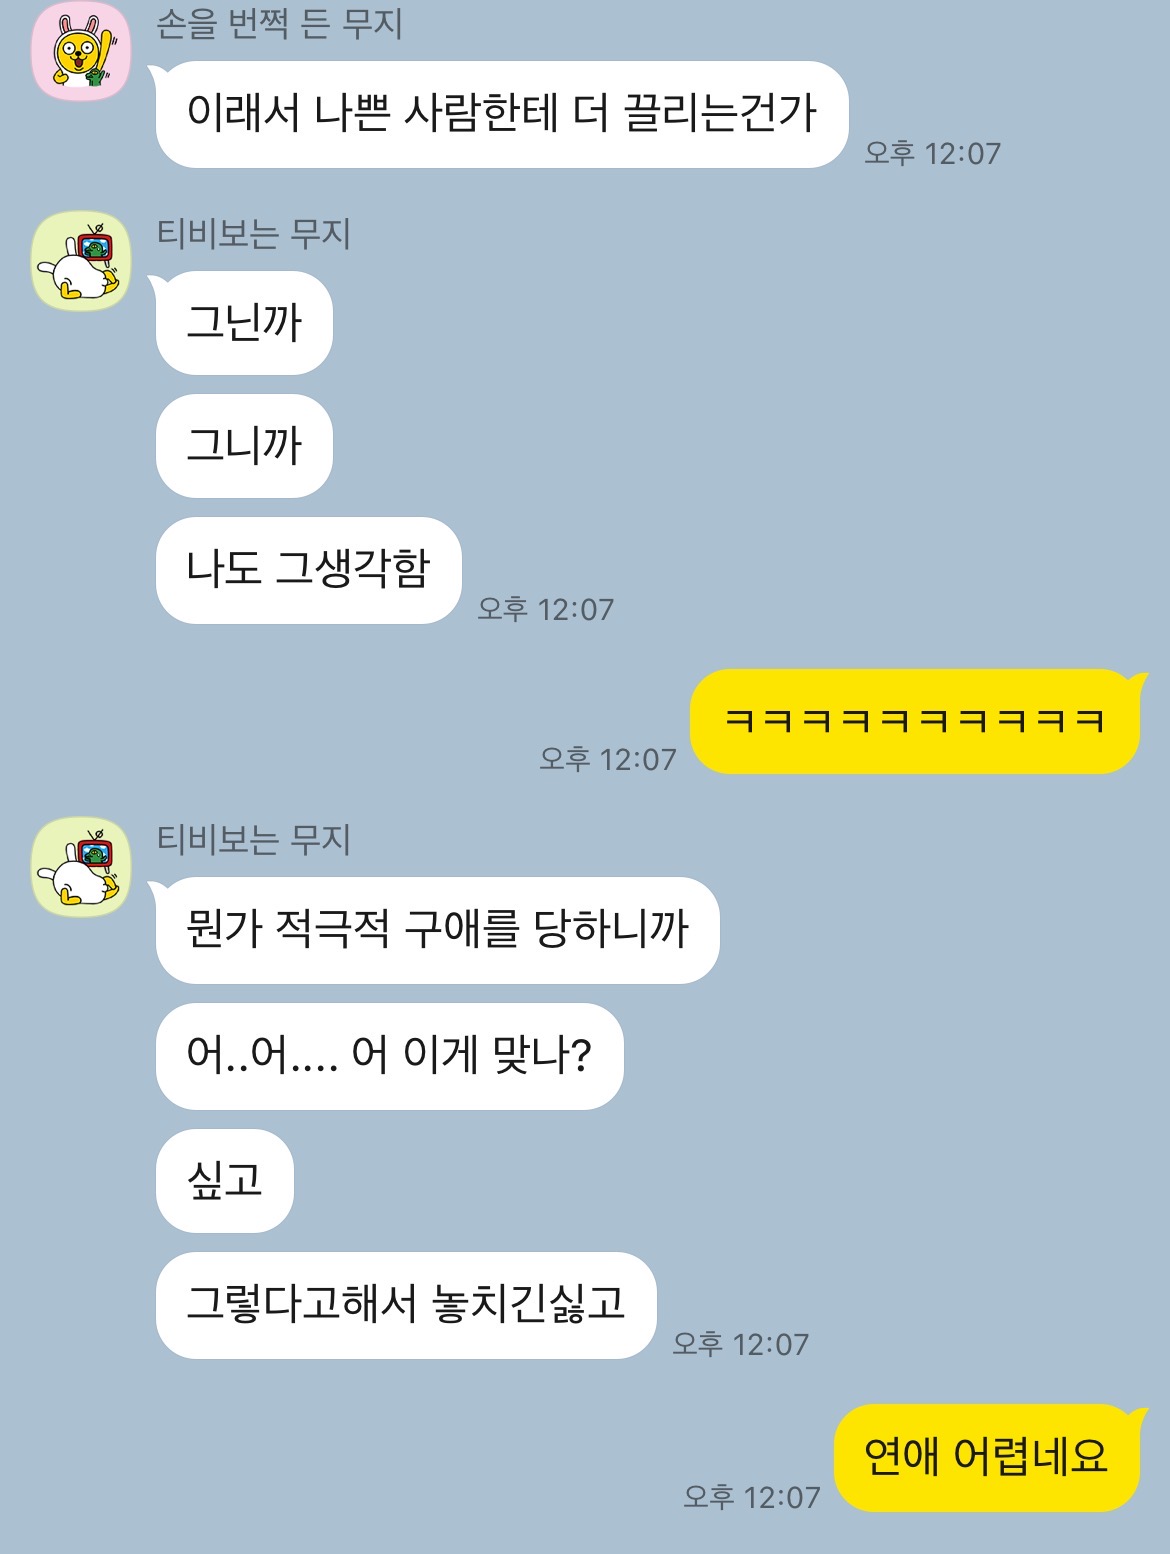 손을 번쩍 든 무지
이래서 나쁜 사람한테 더 끌리는건가
오후 12:07
티비보는 무지
그닌까
그니까
나도 그생각함
오후 12:07
ㅋㅋㅋㅋㅋㅋㅋㅋㅋㅋ
오후 12:07
티비보는 무지
뭔가 적극적 구애를 당하니까
어..어.... 어 이게 맞나?
싶고
그렇다고해서 놓치긴싫고
오후 12:07
연애 어렵네요
오후 12:07